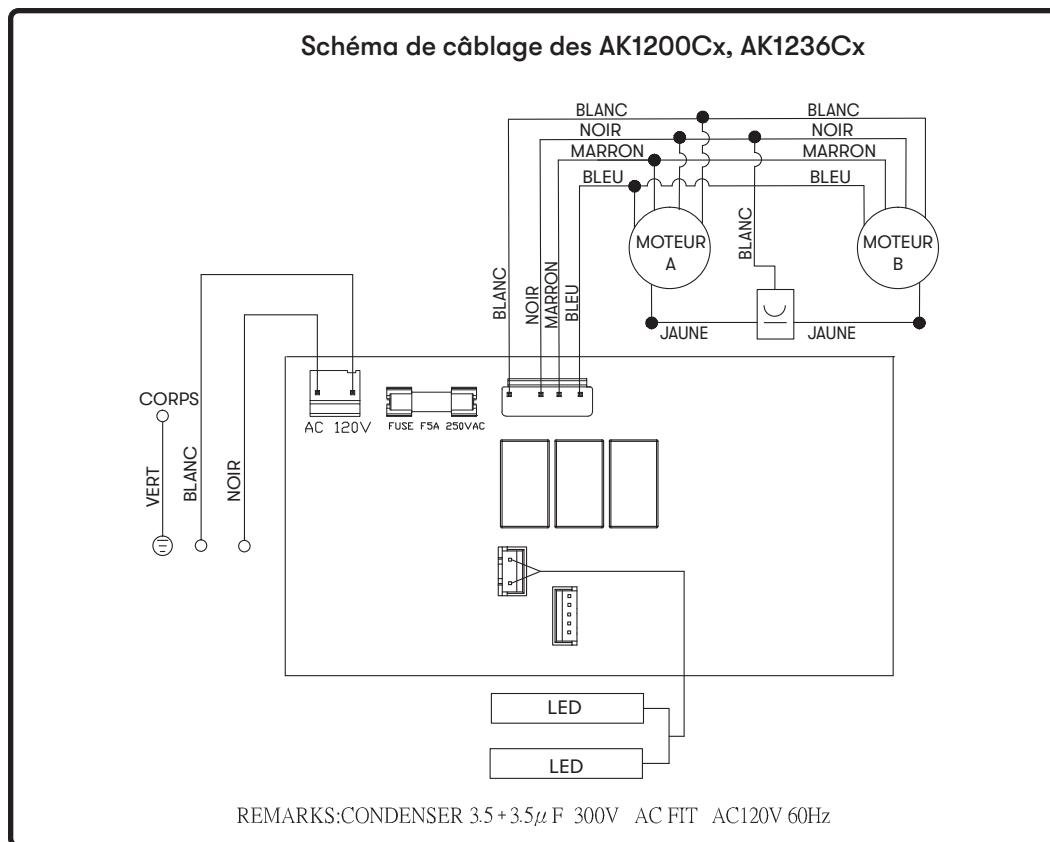 Schéma de câblage des AK1200Cx, AK1236Cx
BLANC
BLANC
NOIR
NOIR
MARRON
MARRON
BLEU
BLEU
MOTEUR
A
MOTEUR
B
BLANC
BLANC
NOIR
MARRON
BLEU
JAUNE
JAUNE
CORPS
AC 120V
FUSE F5A 250VAC
VERT
BLANC
NOIR
LED
LED
REMARKS:CONDENSER 3.5+3.5μF 300V AC FIT AC120V 60Hz